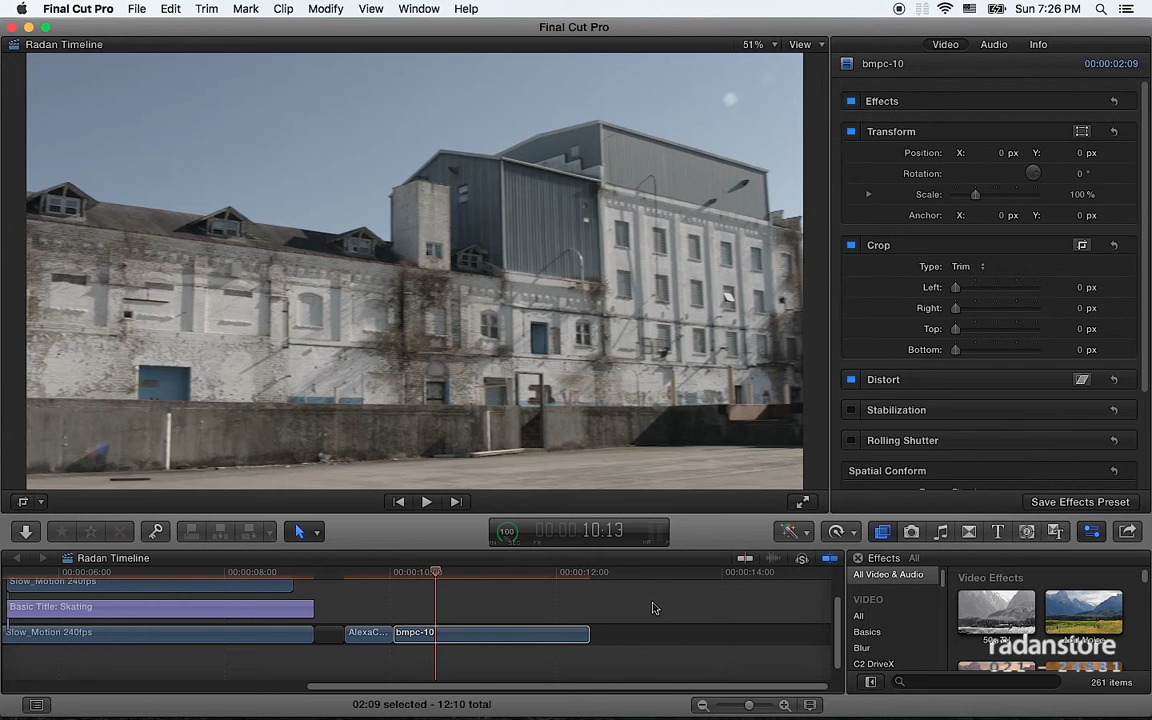 Final Cut Pro File Edit Trim Mark Clip Modify View Window Help Sun 7:26 PM
Final Cut Pro
Radan Timeline 51% View Video Audio Info
bmpc-10 00:00:02:09
Effects
Transform
Position: X: 0 px Y: 0 px
Rotation: 0 °
Scale: 100 %
Anchor: X: 0 px Y: 0 px
Crop
Type: Trim
Left: 0 px
Right: 0 px
Top: 0 px
Bottom: 0 px
Distort
Stabilization
Rolling Shutter
Spatial Conform
Save Effects Preset
100 00:00:10:13
Radan Timeline Effects All
00:00:06:00 00:00:08:00 00:00:10:00 00:00:12:00 00:00:14:00
All Video & Audio Video Effects
Slow_Motion 240fps
VIDEO
Basic Title: Skating
All
Slow_Motion 240fps AlexaC... bmpc-10
Basics
Blur
radanstore
C2 DriveX
261 items
02:09 selected - 12:10 total